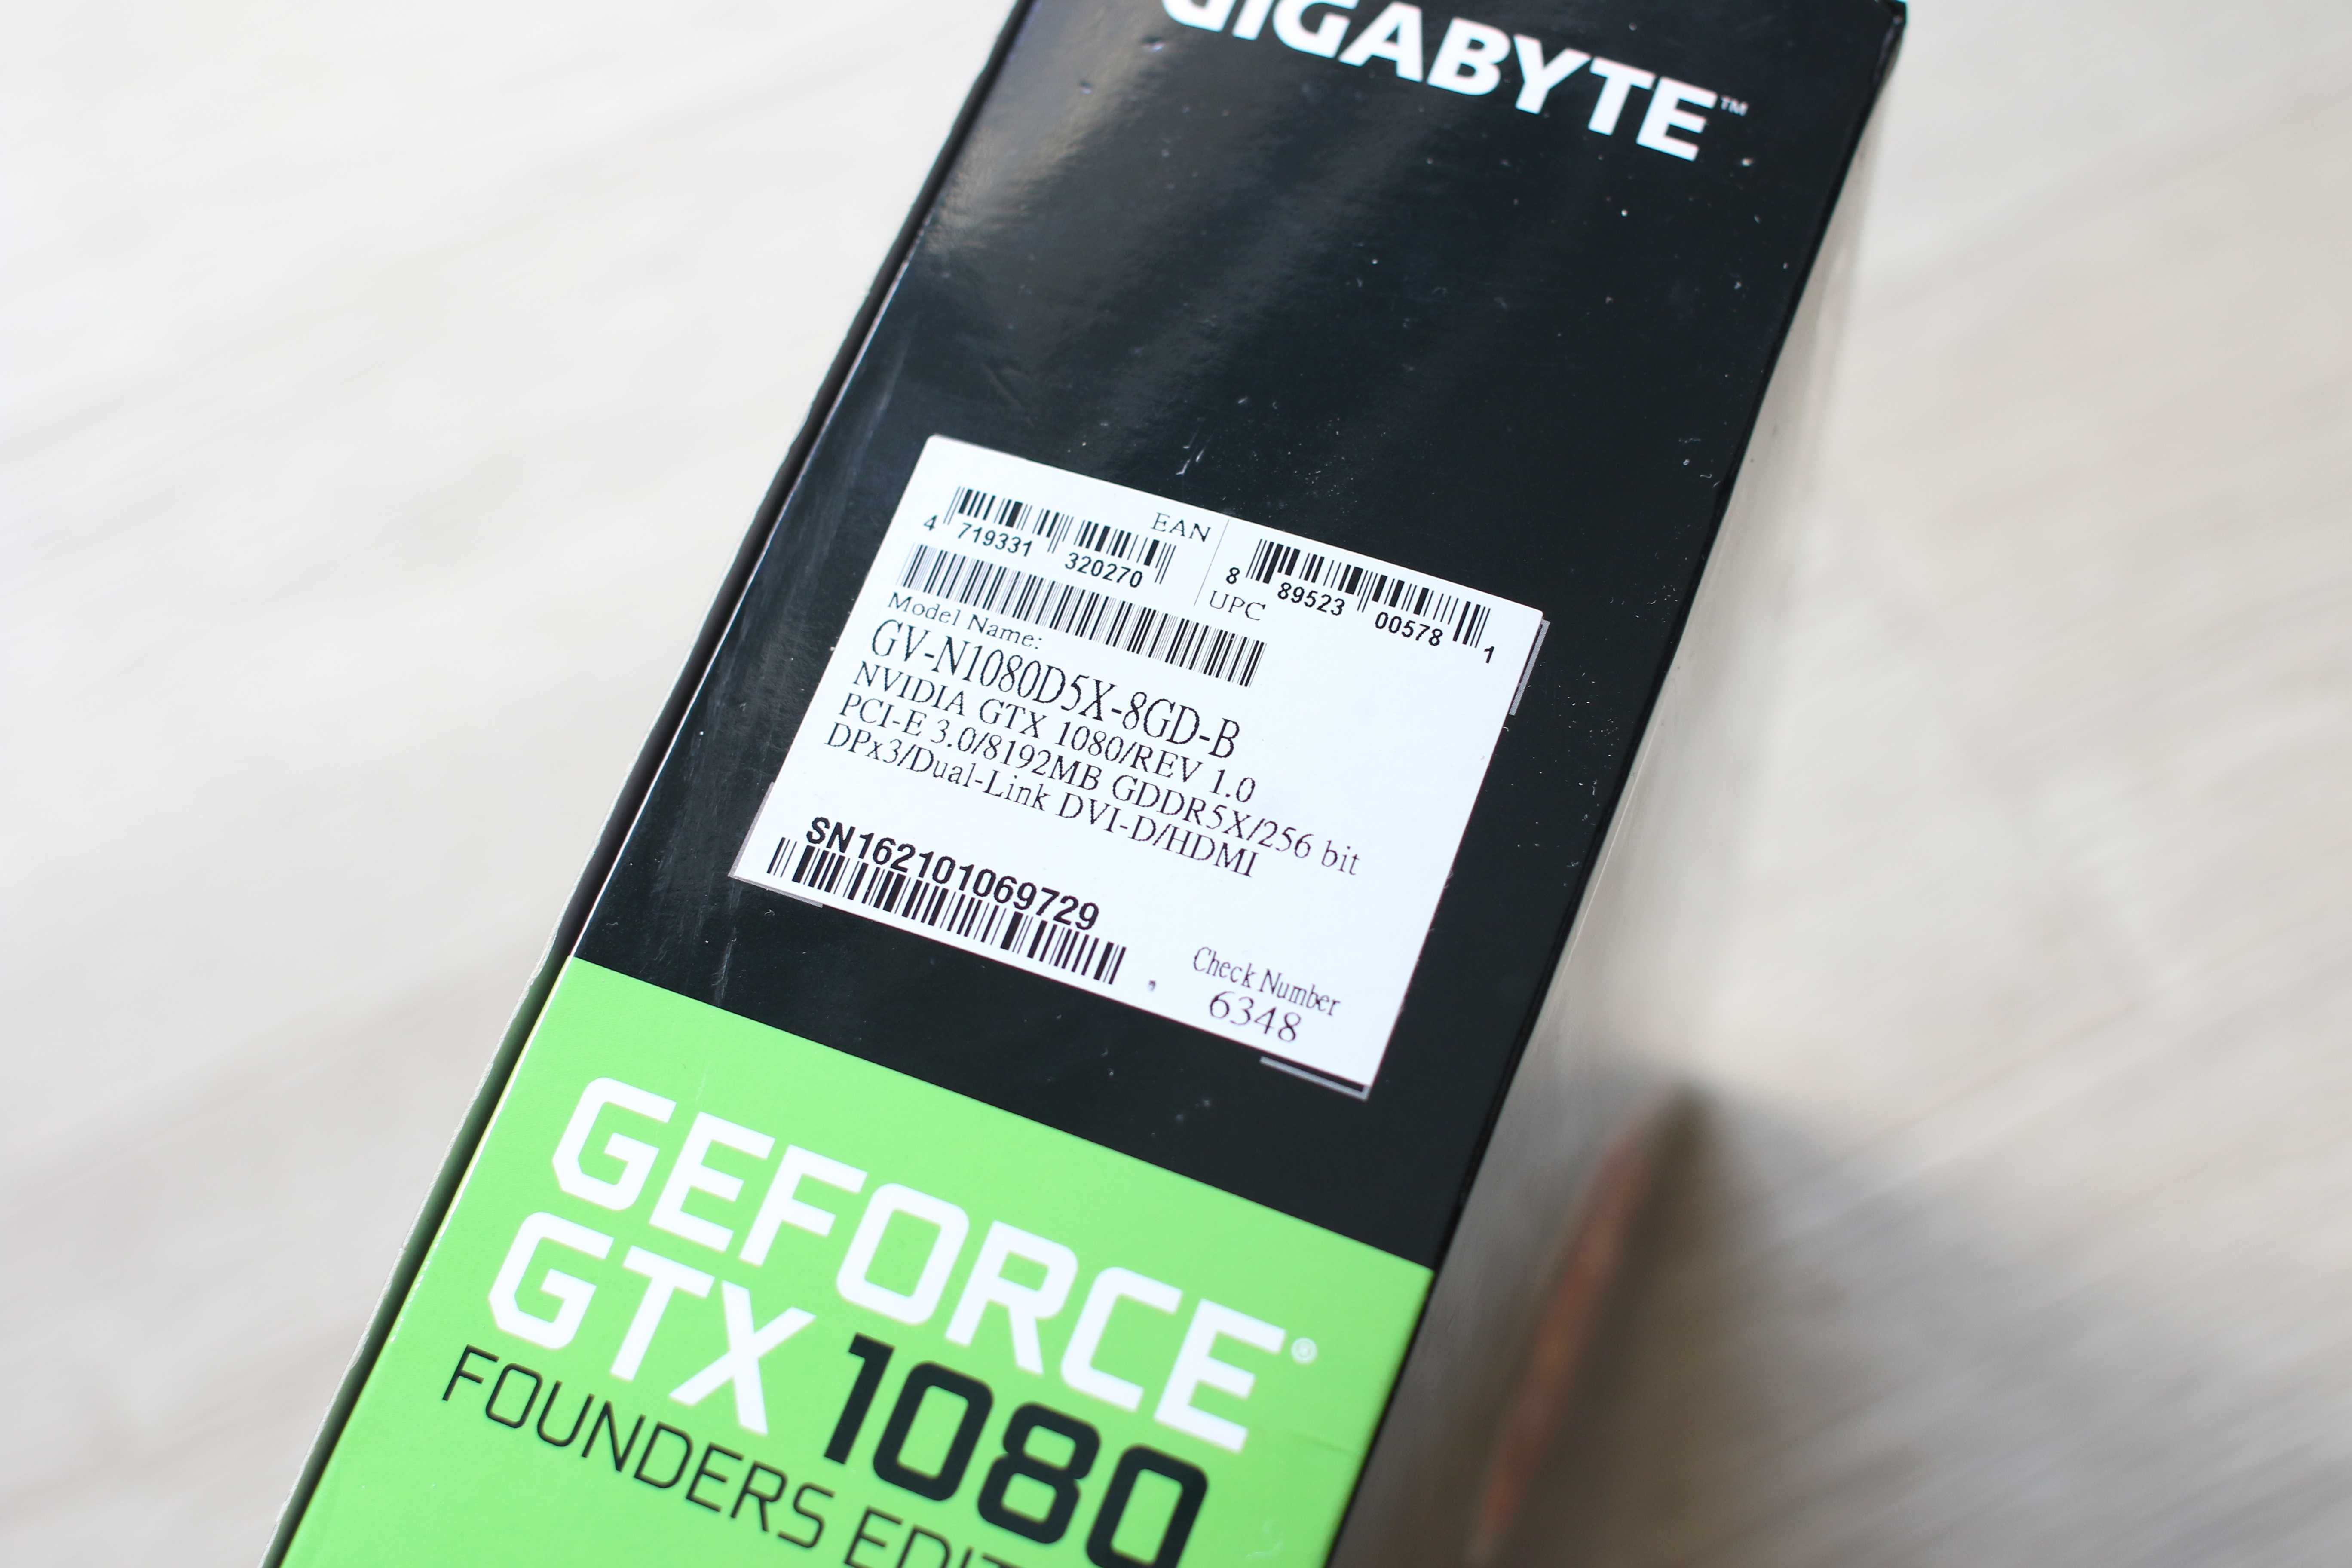 GIGABYTE™
EAN
4 719331 320270
8 89523 00578 1
UPC
Model Name:
GV-N1080D5X-8GD-B
NVIDIA GTX 1080/REV 1.0
PCI-E 3.0/8192MB GDDR5X/256 bit
DPx3/Dual-Link DVI-D/HDMI
SN162101069729
Check Number
6348
GEFORCE®
GTX 1080
FOUNDERS EDIT